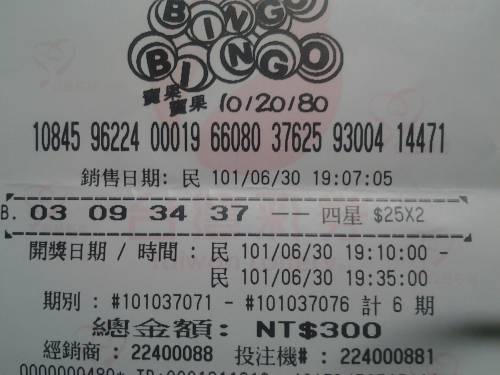 BINGO
BINGO
賓果
賓果 10/20/80
10845 96224 00019 66080 37625 93004 14471
銷售日期: 民 101/06/30 19:07:05
B. 03 09 34 37 —— 四星 $25X2
開獎日期 / 時間 : 民 101/06/30 19:10:00 -
民 101/06/30 19:35:00
期別 : #101037071 - #101037076 計 6 期
總金額: NT$300
經銷商 : 22400088 投注機# : 224000881